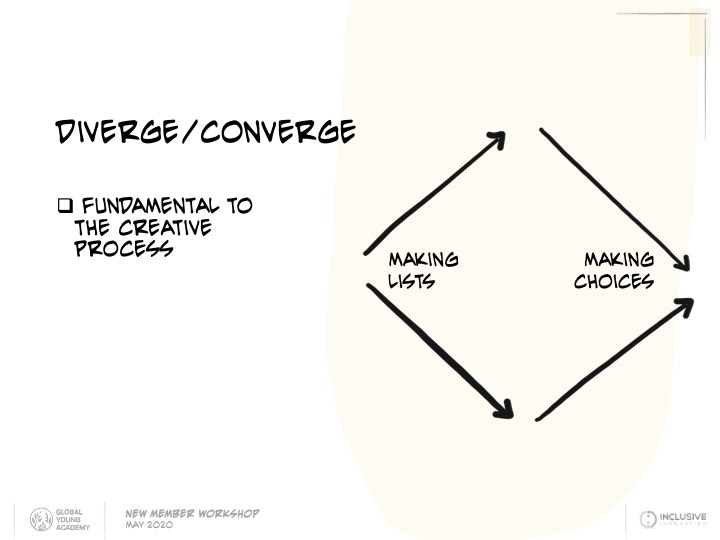 DIVERGE/CONVERGE
FUNDAMENTAL TO
THE CREATIVE
PROCESS
MAKING
LISTS
MAKING
CHOICES
GLOBAL
YOUNG
ACADEMY
NEW MEMBER WORKSHOP
MAY 2020
INCLUSIVE
INNOVATION